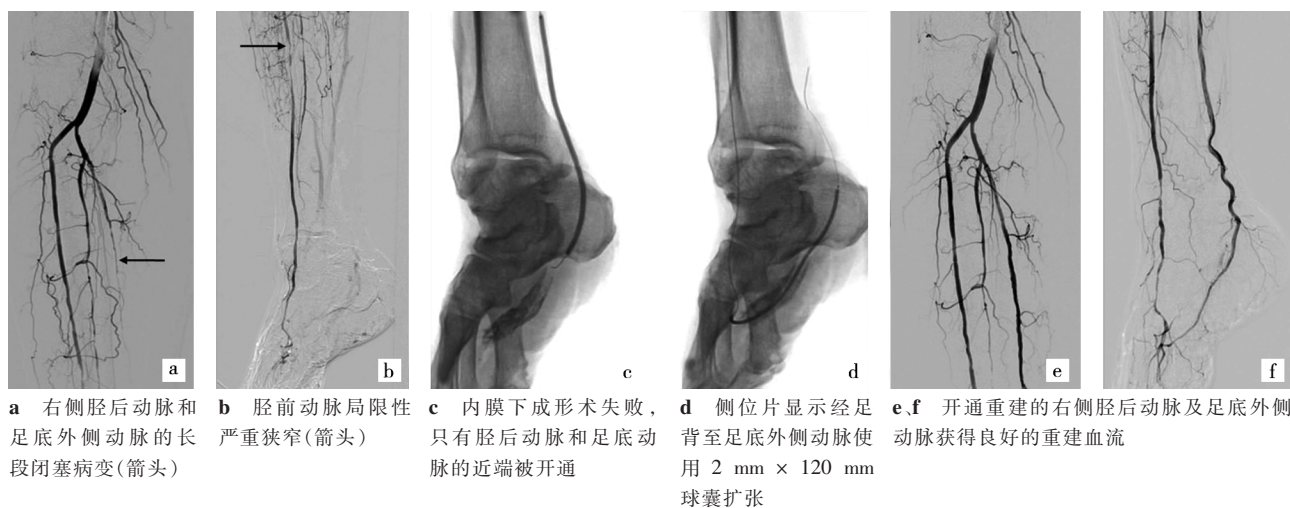 a
b
c
d
e
f
a 右侧胫后动脉和
足底外侧动脉的长
段闭塞病变(箭头)
b 胫前动脉局限性
严重狭窄(箭头)
c 内膜下成形术失败,
只有胫后动脉和足底动
脉的近端被开通
d 侧位片显示经足
背至足底外侧动脉使
用 2 mm × 120 mm
球囊扩张
e、f 开通重建的右侧胫后动脉及足底外侧
动脉获得良好的重建血流